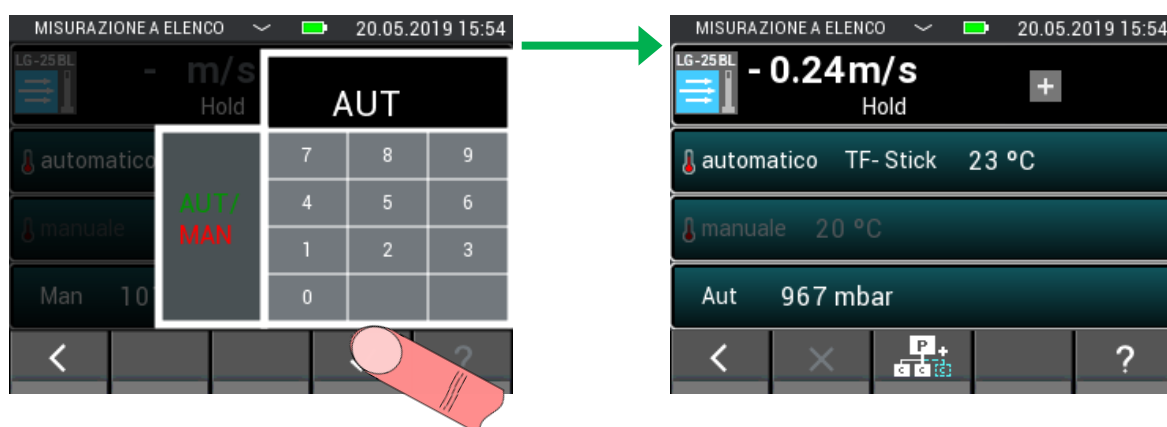 MISURAZIONE A ELENCO 20.05.2019 15:54
LG-25BL
- m/s
Hold
AUT
automatico
manuale
Man 10
AUT/
MAN
7 8 9
4 5 6
1 2 3
0
?
MISURAZIONE A ELENCO 20.05.2019 15:54
LG-25BL
- 0.24m/s
Hold
+
automatico TF- Stick 23 °C
manuale 20 °C
Aut 967 mbar
P +
C C C
?